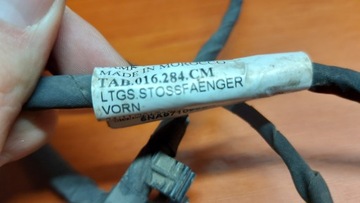 MADE IN MOROCCO
TAB.016.284.CM
LTGS.STOSSFAENGER
VORN